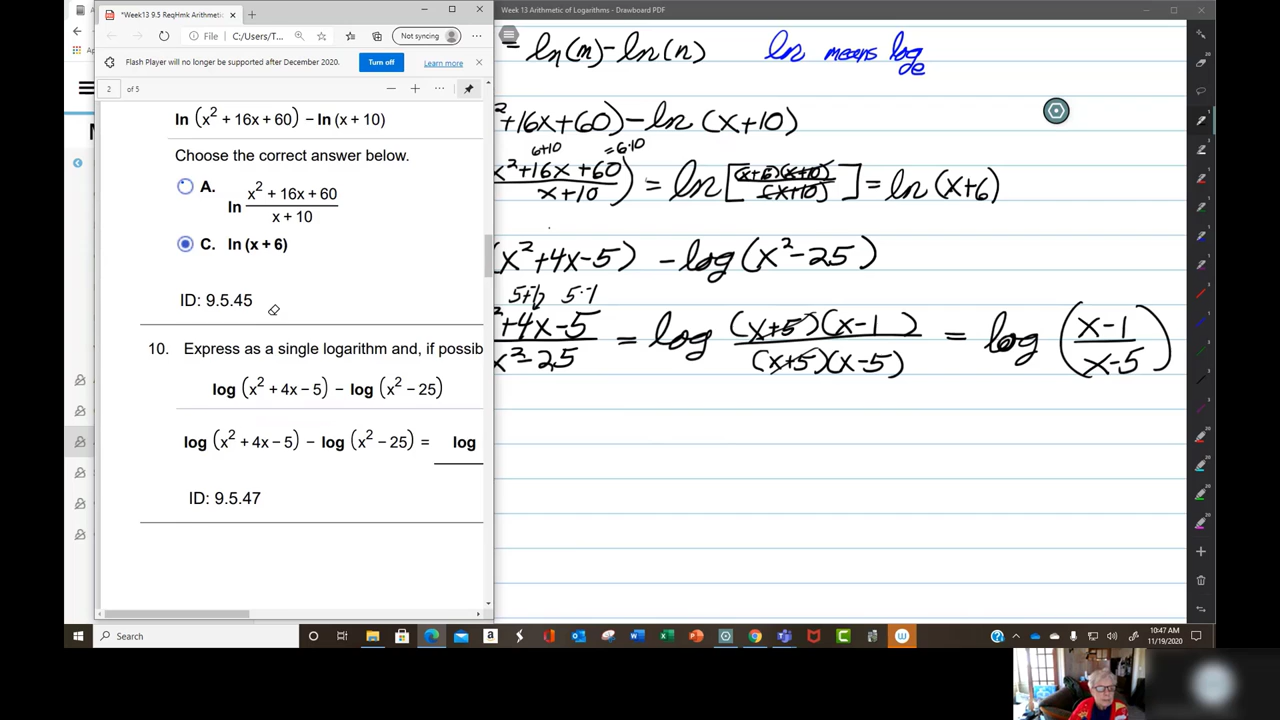 *Week13 9.5 ReqHmk Arithmetic
File
C:/Users/T...
Not syncing
Flash Player will no longer be supported after December 2020.
Turn off
Learn more
2 of 5
ln (x² + 16x + 60) − ln (x + 10)
Choose the correct answer below.
A. ln x² + 16x + 60 / x + 10
C. ln (x + 6)
ID: 9.5.45
10. Express as a single logarithm and, if possib
log (x² + 4x − 5) − log (x² − 25)
log (x² + 4x − 5) − log (x² − 25) = log
ID: 9.5.47
Week 13 Arithmetic of Logarithms - Drawboard PDF
= ln(m) - ln(n) ln means log_e
² +16x+60) - ln (x+10)
6+10 =6·10
x²+16x+60 / x+10) = ln [(x+6)(x+10) / (x+10)] = ln (x+6)
(x²+4x-5) - log (x²-25)
5·-1
²+4x-5 / x²-25 = log (x+5)(x-1) / (x+5)(x-5) = log (x-1 / x-5)
Search
10:47 AM
11/19/2020